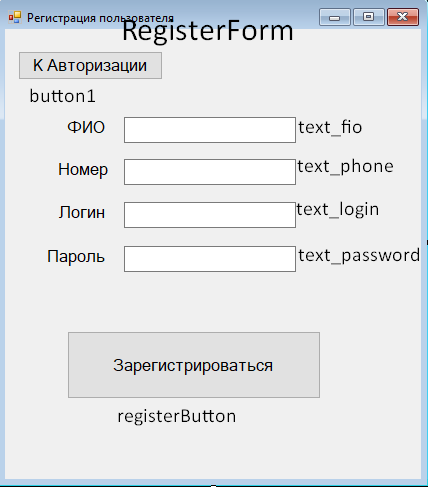 Регистрация пользователя
RegisterForm
К Авторизации
button1
ФИО text_fio
Номер text_phone
Логин text_login
Пароль text_password
Зарегистрироваться
registerButton